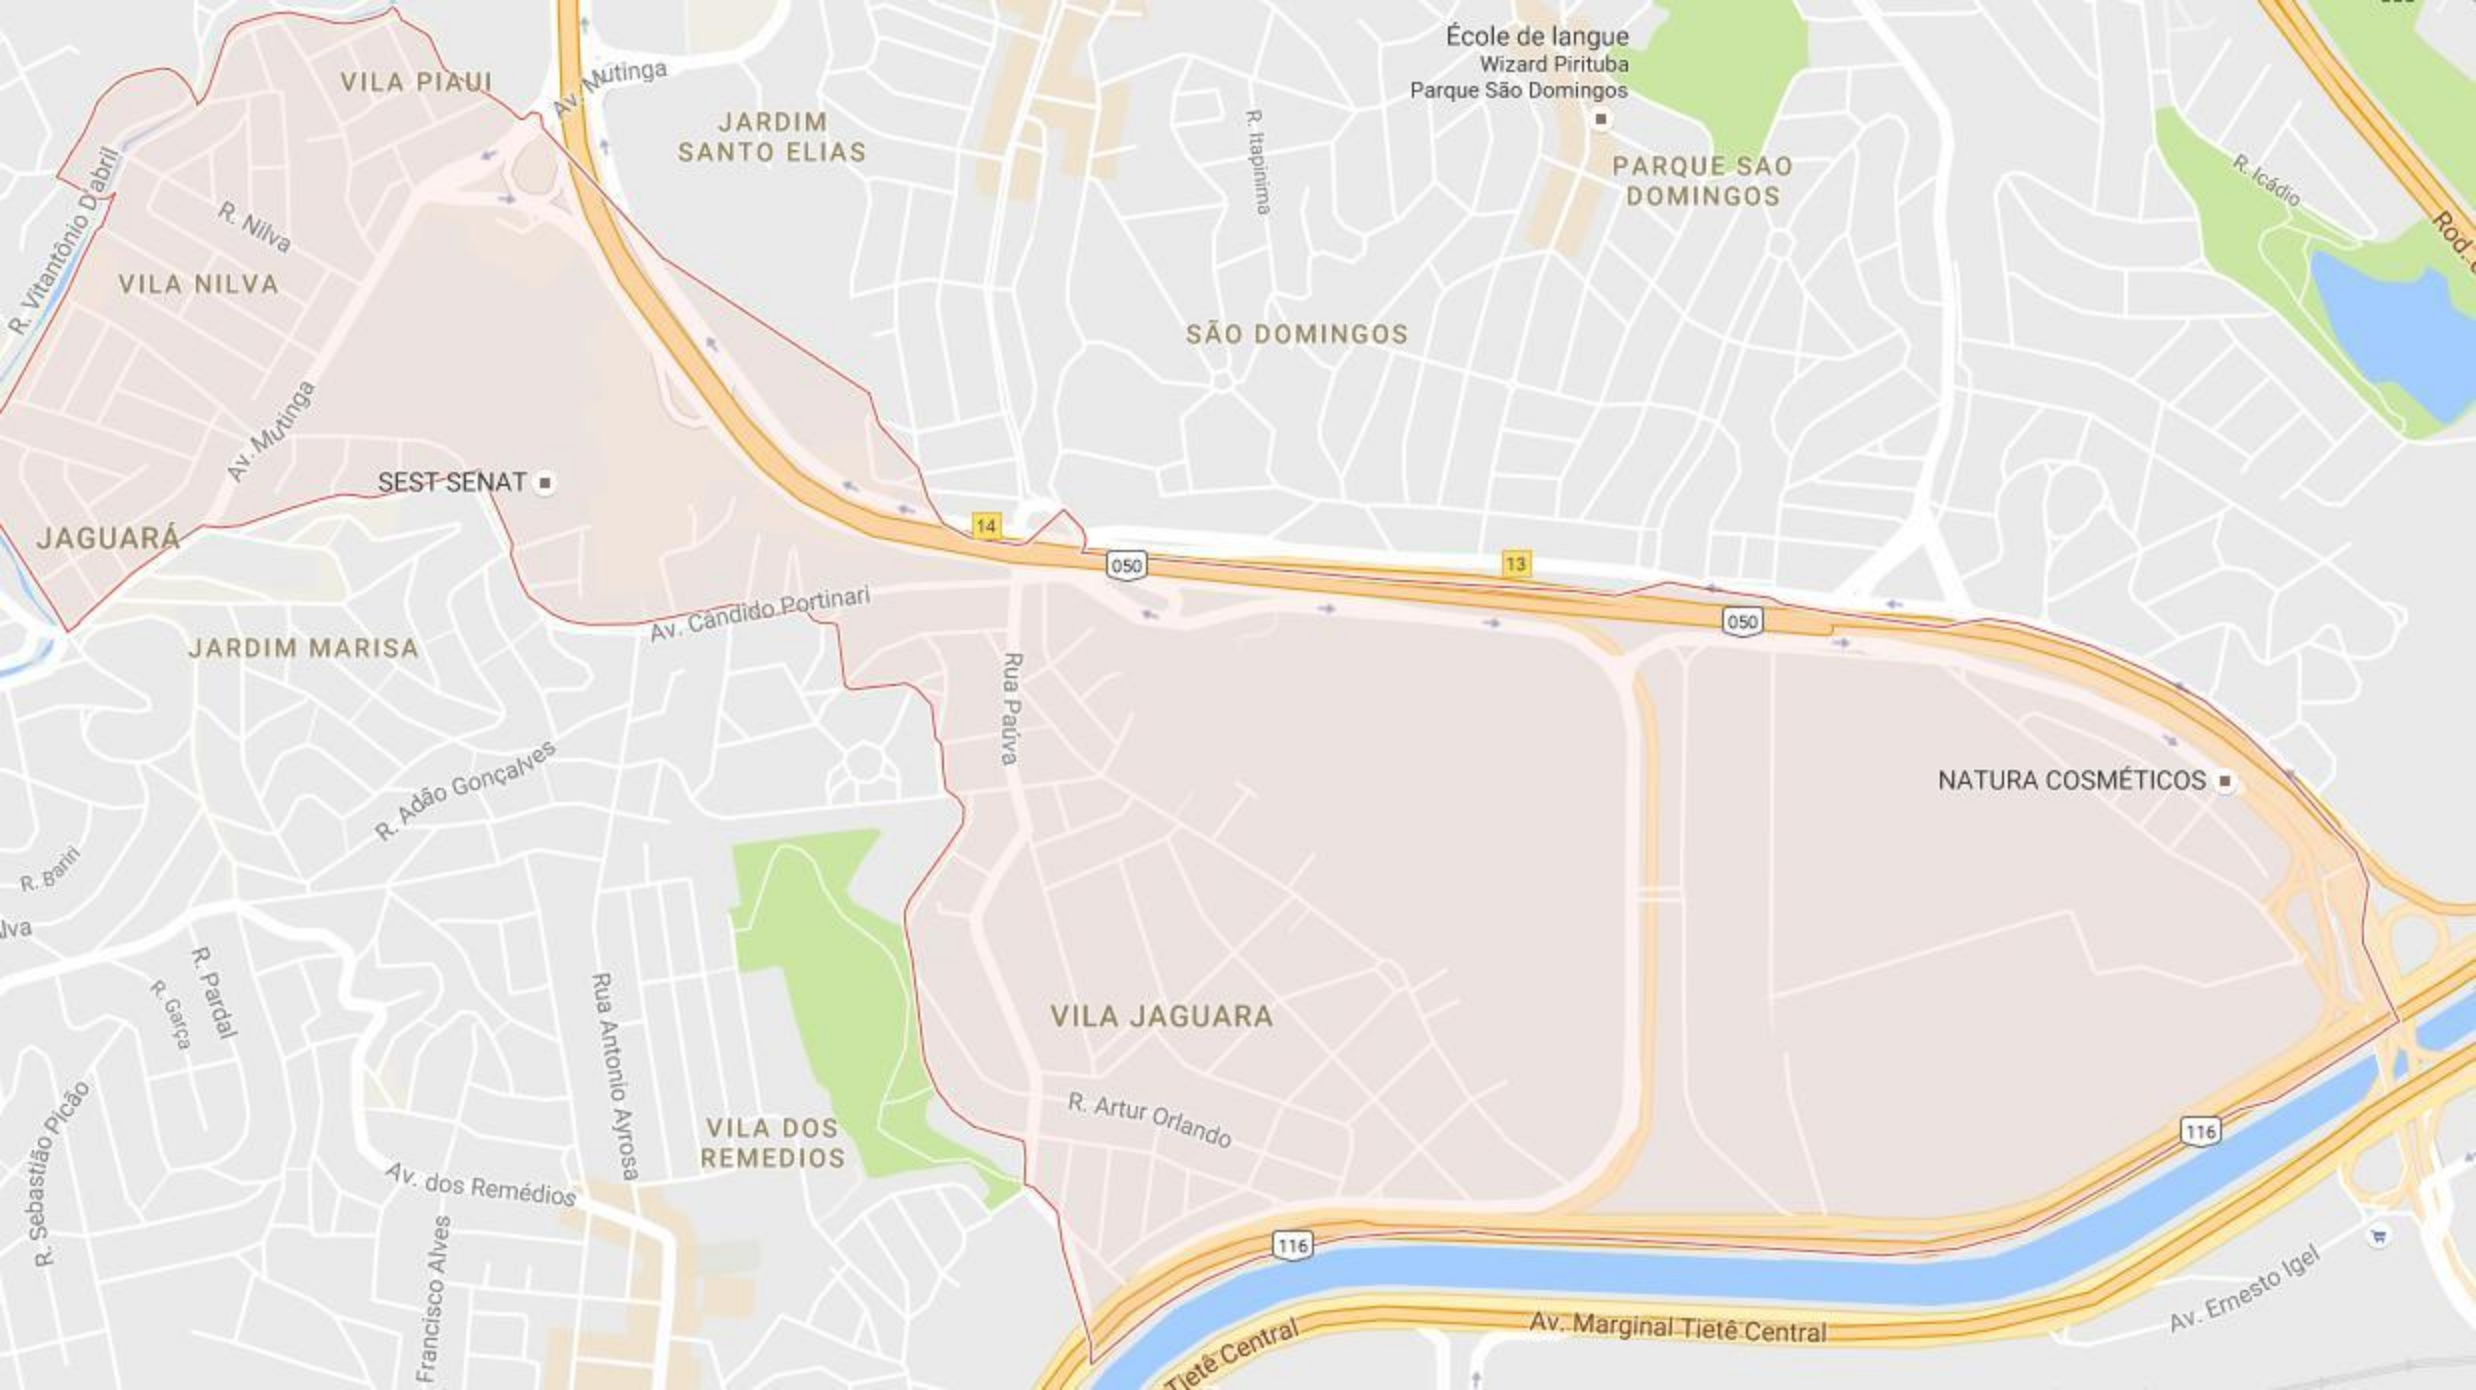 École de langue
Wizard Pirituba
Parque São Domingos
VILA PIAUI
Av. Mutinga
JARDIM
SANTO ELIAS
R. Itapinima
PARQUE SAO
DOMINGOS
R. Icádio
Rod.
R. Vitantônio D'abril
R. Nilva
VILA NILVA
SÃO DOMINGOS
Av. Mutinga
SEST SENAT
JAGUARÁ
14
050
13
050
Av. Cândido Portinari
JARDIM MARISA
Rua Paúva
NATURA COSMÉTICOS
R. Adão Gonçalves
R. Bariri
lva
R. Pardal
R. Garça
Rua Antonio Ayrosa
VILA JAGUARA
R. Artur Orlando
VILA DOS
REMEDIOS
R. Sebastião Picão
Av. dos Remédios
Francisco Alves
116
116
Av. Ernesto Igel
Av. Marginal Tietê Central
Tietê Central